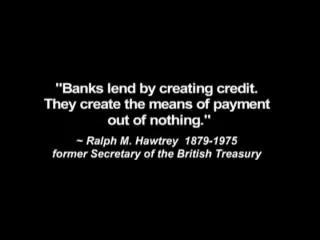 "Banks lend by creating credit.
They create the means of payment
out of nothing."
~ Ralph M. Hawtrey  1879-1975
former Secretary of the British Treasury